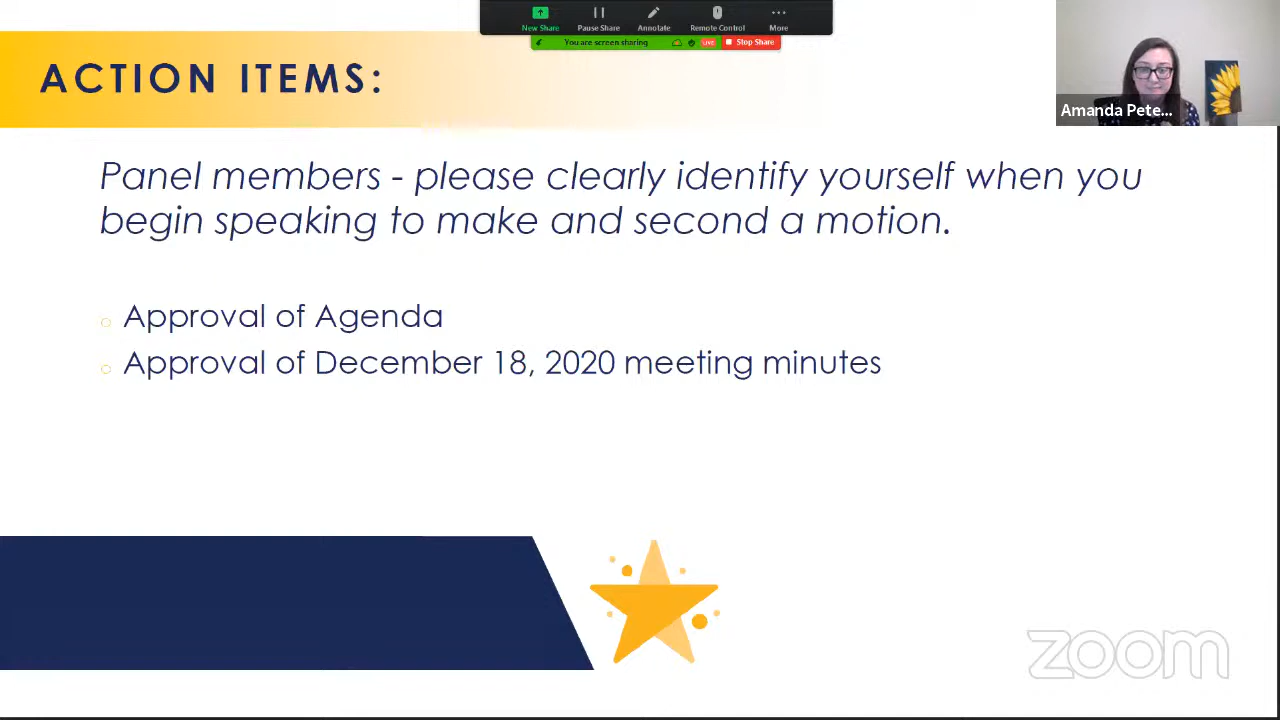 New Share
Pause Share
Annotate
Remote Control
More
You are screen sharing
LIVE
Stop Share
ACTION ITEMS:
Amanda Pete...
Panel members - please clearly identify yourself when you
begin speaking to make and second a motion.
Approval of Agenda
Approval of December 18, 2020 meeting minutes
zoom